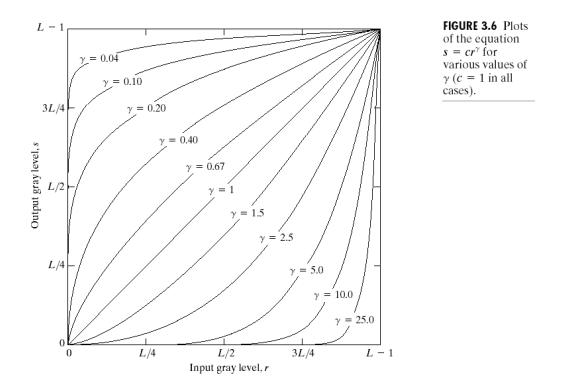 L − 1
γ = 0.04
γ = 0.10
3L/4
γ = 0.20
γ = 0.40
γ = 0.67
L/2
γ = 1
γ = 1.5
γ = 2.5
L/4
γ = 5.0
γ = 10.0
γ = 25.0
0
0
L/4
L/2
3L/4
L − 1
Input gray level, r
Output gray level, s
FIGURE 3.6 Plots
of the equation
s = crᵞ for
various values of
γ (c = 1 in all
cases).